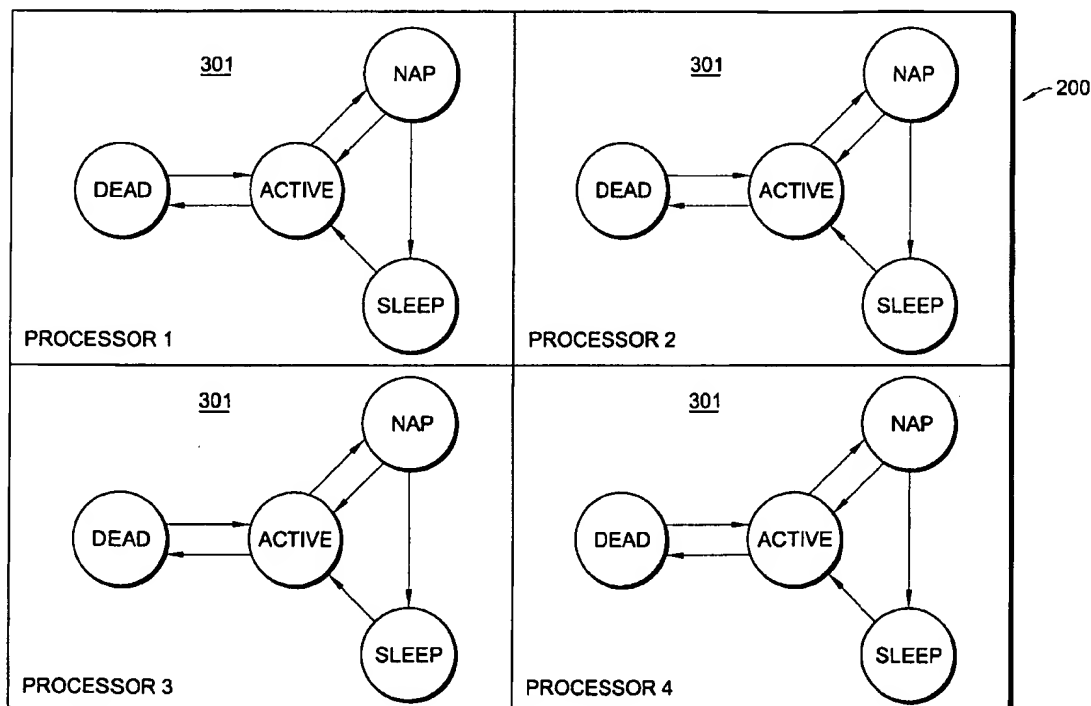 301
NAP
DEAD
ACTIVE
SLEEP
PROCESSOR 1
301
NAP
DEAD
ACTIVE
SLEEP
PROCESSOR 2
200
301
NAP
DEAD
ACTIVE
SLEEP
PROCESSOR 3
301
NAP
DEAD
ACTIVE
SLEEP
PROCESSOR 4